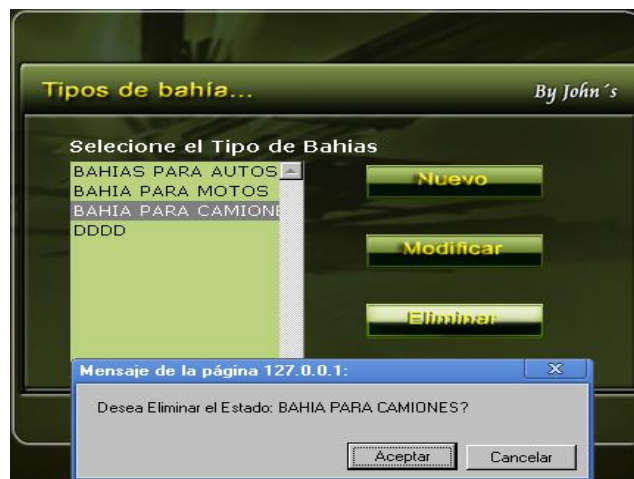 Tipos de bahía...
By John´s
Selecione el Tipo de Bahias
BAHIAS PARA AUTOS
BAHIA PARA MOTOS
BAHIA PARA CAMIONE
DDDD
Nuevo
Modificar
Eliminar
Mensaje de la página 127.0.0.1:
Desea Eliminar el Estado: BAHIA PARA CAMIONES?
Aceptar
Cancelar